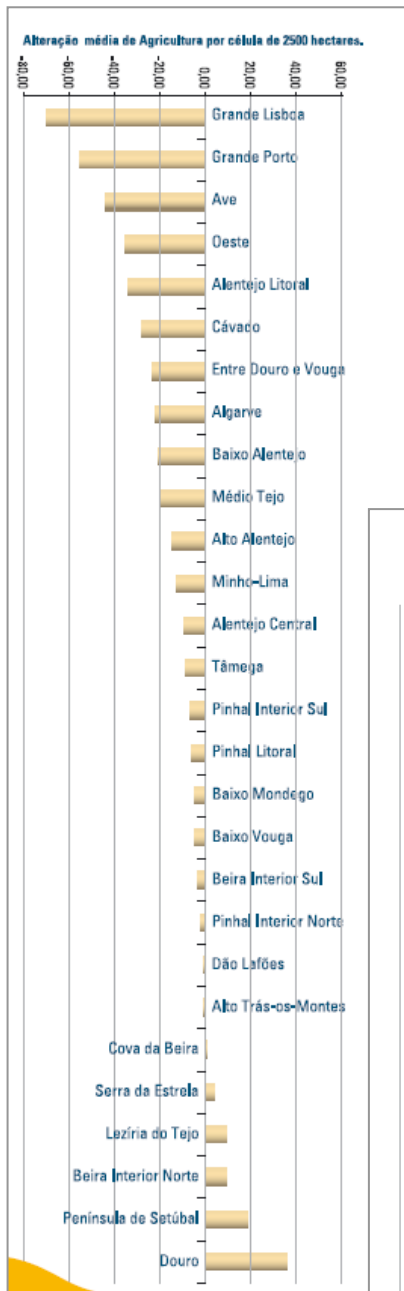 Alteração média de Agricultura por célula de 2500 hectares.
-80,00 -60,00 -40,00 -20,00 0,00 20,00 40,00 60,00
Grande Lisboa
Grande Porto
Ave
Oeste
Alentejo Litoral
Cávado
Entre Douro e Vouga
Algarve
Baixo Alentejo
Médio Tejo
Alto Alentejo
Minho-Lima
Alentejo Central
Tâmega
Pinhal Interior Sul
Pinhal Litoral
Baixo Mondego
Baixo Vouga
Beira Interior Sul
Pinhal Interior Norte
Dão Lafões
Alto Trás-os-Montes
Cova da Beira
Serra da Estrela
Lezíria do Tejo
Beira Interior Norte
Península de Setúbal
Douro